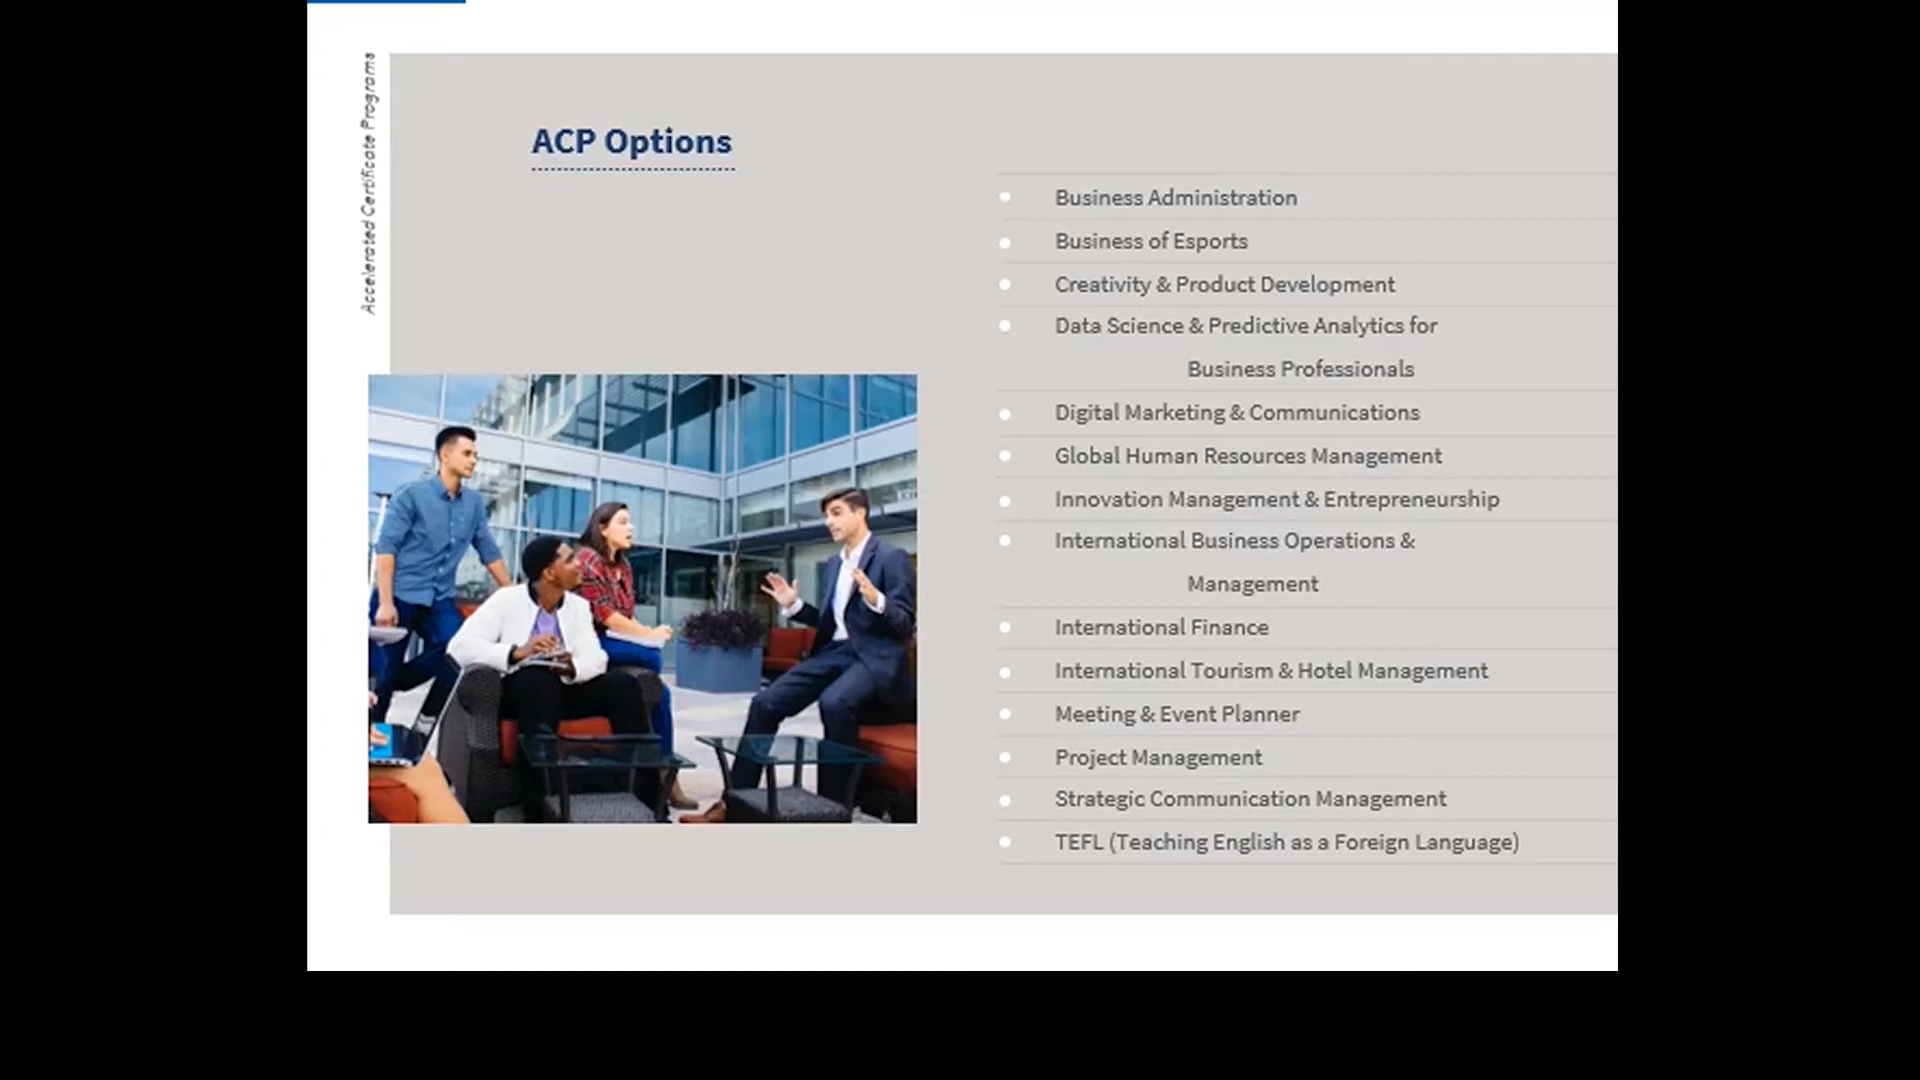 Accelerated Certificate Programs
ACP Options
Business Administration
Business of Esports
Creativity & Product Development
Data Science & Predictive Analytics for
Business Professionals
Digital Marketing & Communications
Global Human Resources Management
Innovation Management & Entrepreneurship
International Business Operations &
Management
International Finance
International Tourism & Hotel Management
Meeting & Event Planner
Project Management
Strategic Communication Management
TEFL (Teaching English as a Foreign Language)